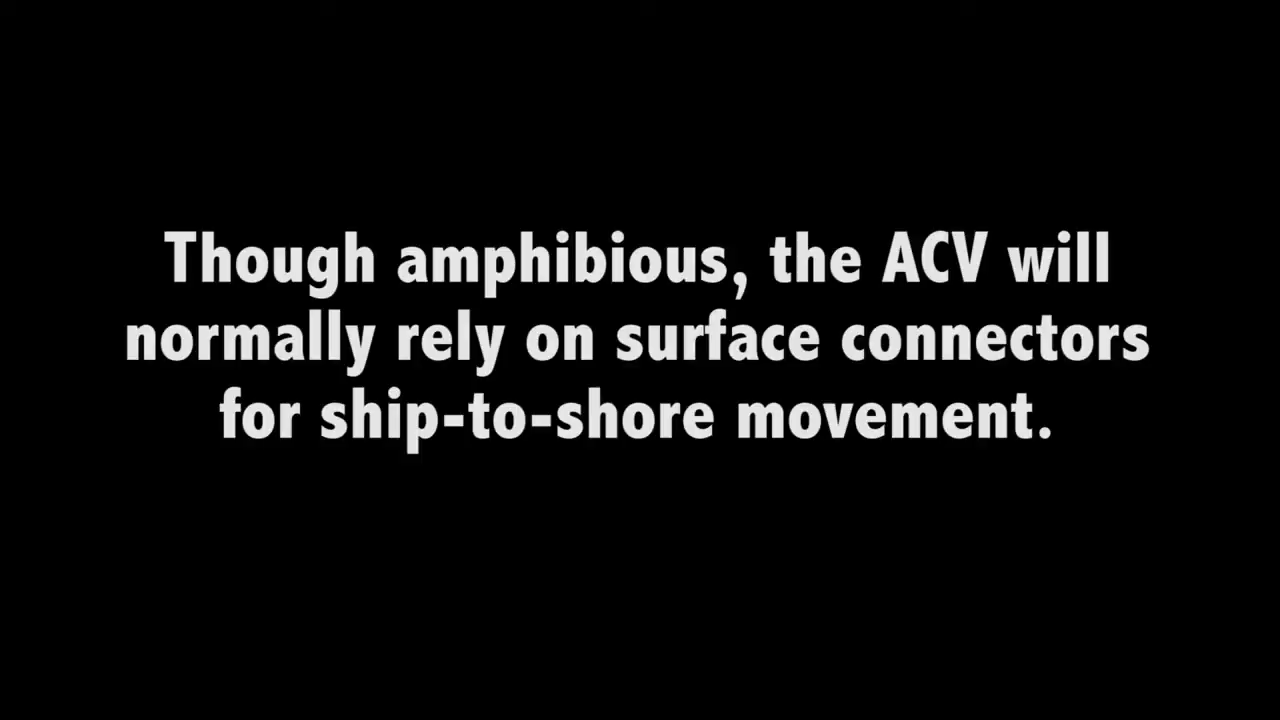 Though amphibious, the ACV will
normally rely on surface connectors
for ship-to-shore movement.